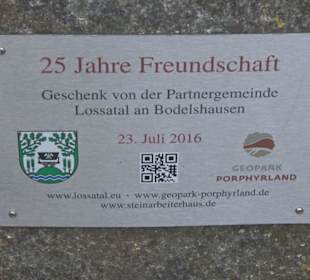 25 Jahre Freundschaft
Geschenk von der Partnergemeinde
Lossatal an Bodelshausen
23. Juli 2016
GEOPARK
PORPHYRLAND
www.lossatal.eu - www.geopark-porphyrland.de
www.steinarbeiterhaus.de